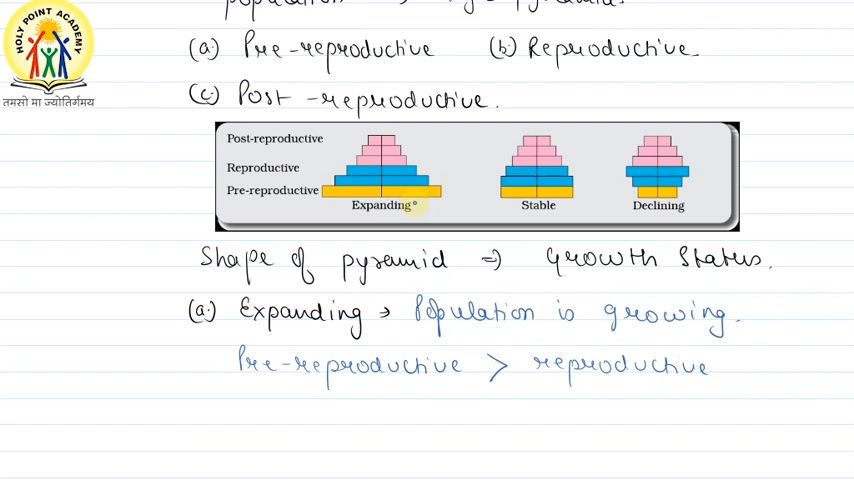 HOLY POINT ACADEMY
तमसो मा ज्योतिर्गमय
(a.) Pre-reproductive (b.) Reproductive.
(c.) Post-reproductive.
Post-reproductive
Reproductive
Pre-reproductive
Expanding Stable Declining
Shape of pyramid ⇒ Growth Status.
(a.) Expanding → Population is growing.
Pre-reproductive > reproductive